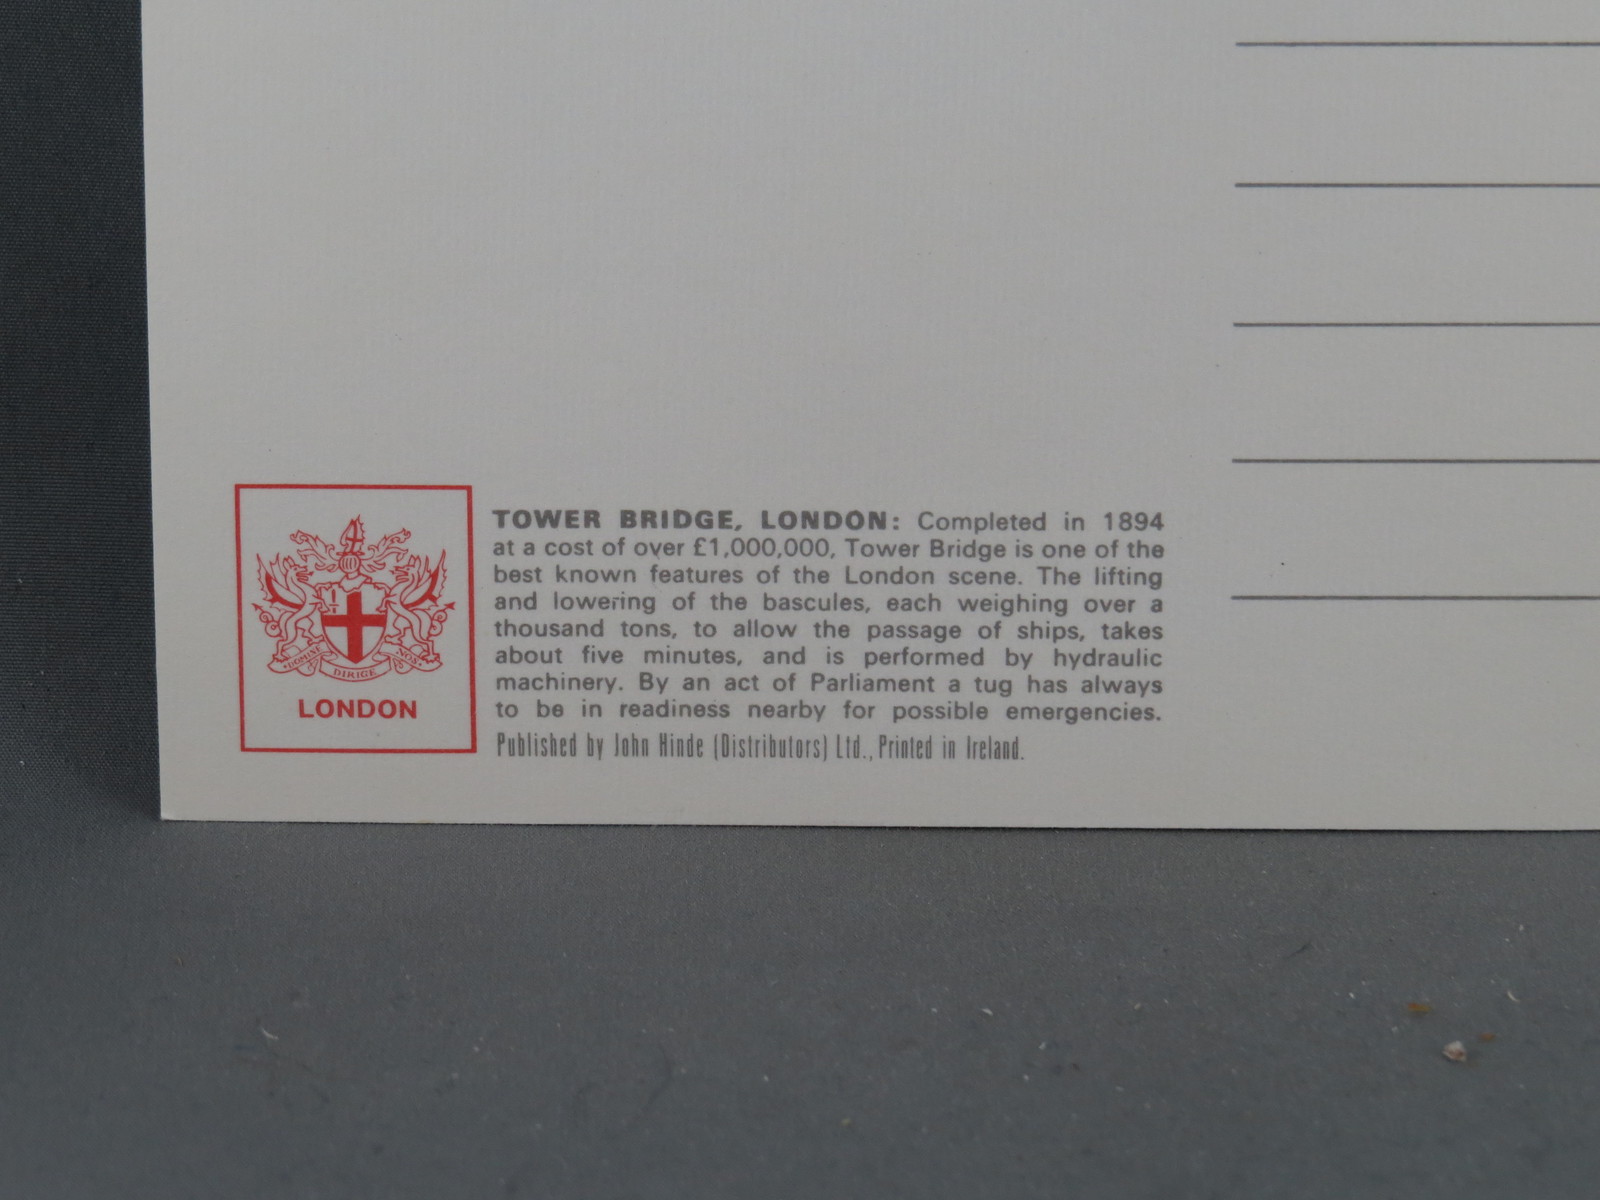 DOMINE DIRIGE NOS
LONDON
TOWER BRIDGE, LONDON: Completed in 1894
at a cost of over £1,000,000, Tower Bridge is one of the
best known features of the London scene. The lifting
and lowering of the bascules, each weighing over a
thousand tons, to allow the passage of ships, takes
about five minutes, and is performed by hydraulic
machinery. By an act of Parliament a tug has always
to be in readiness nearby for possible emergencies.
Published by John Hinde (Distributors) Ltd., Printed in Ireland.